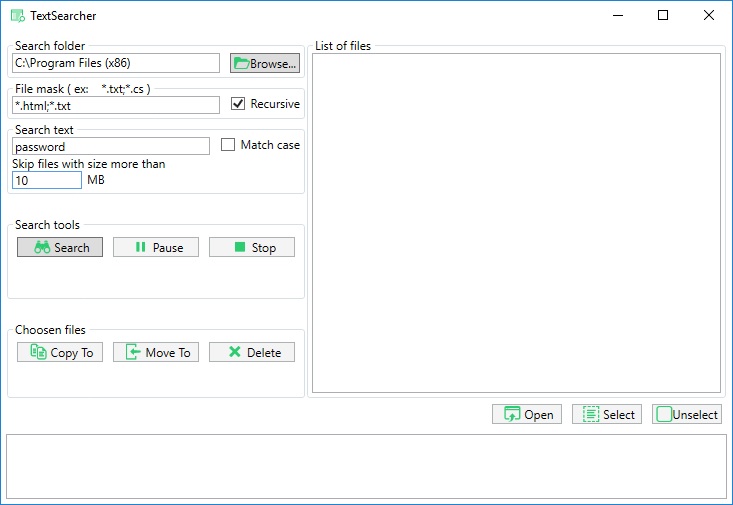 TextSearcher
Search folder
C:\Program Files (x86)
Browse...
File mask ( ex: *.txt;*.cs )
*.html;*.txt
Recursive
Search text
password
Match case
Skip files with size more than
10 MB
Search tools
Search Pause Stop
Choosen files
Copy To Move To Delete
List of files
Open Select Unselect